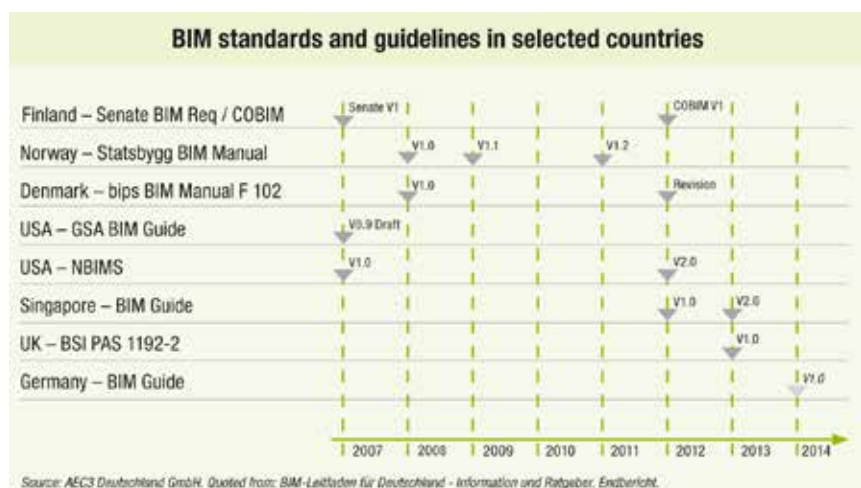 BIM standards and guidelines in selected countries
Finland – Senate BIM Req / COBIM Senate V1 COBIM V1
Norway – Statsbygg BIM Manual V1.0 V1.1 V1.2
Denmark – bips BIM Manual F 102 V1.0 Revision
USA – GSA BIM Guide V0.9 Draft
USA – NBIMS V1.0 V2.0
Singapore – BIM Guide V1.0 V2.0
UK – BSI PAS 1192-2 V1.0
Germany – BIM Guide V1.0
2007 2008 2009 2010 2011 2012 2013 2014
Source: AEC3 Deutschland GmbH. Quoted from: BIM-Leitfaden für Deutschland - Information und Ratgeber. Endbericht.